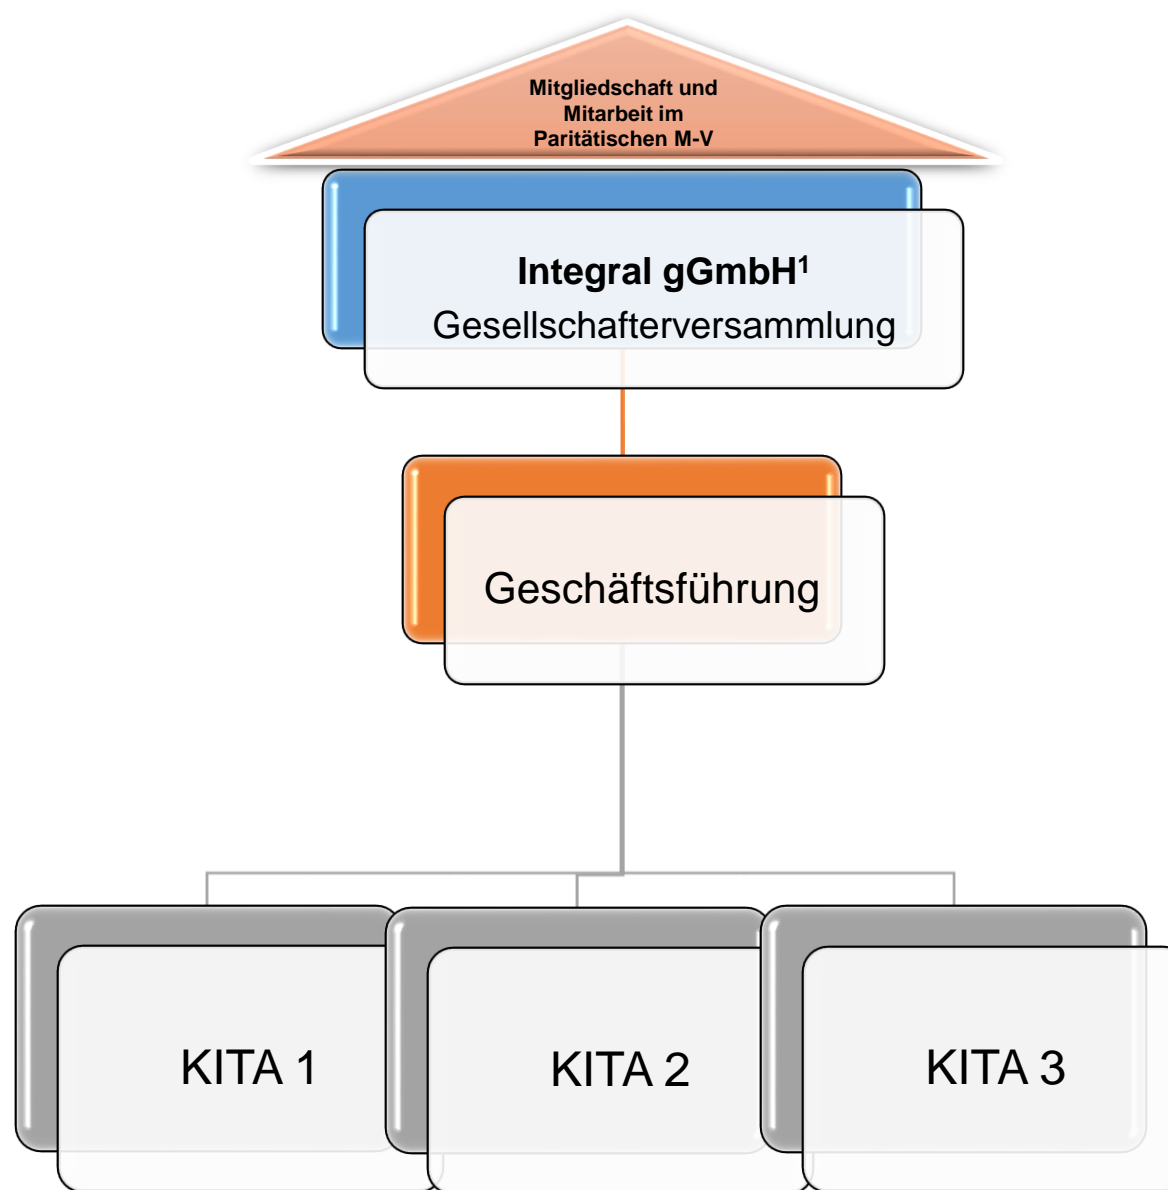 Mitgliedschaft und
Mitarbeit im
Paritätischen M-V
Integral gGmbH¹
Gesellschafterversammlung
Geschäftsführung
KITA 1
KITA 2
KITA 3